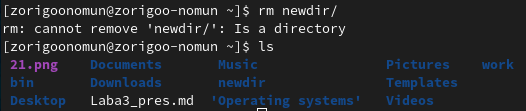 [zorigoonomun@zorigoo-nomun ~]$ rm newdir/
rm: cannot remove 'newdir/': Is a directory
[zorigoonomun@zorigoo-nomun ~]$ ls
21.png Documents Music Pictures work
bin Downloads newdir Templates
Desktop Laba3_pres.md 'Operating systems' Videos